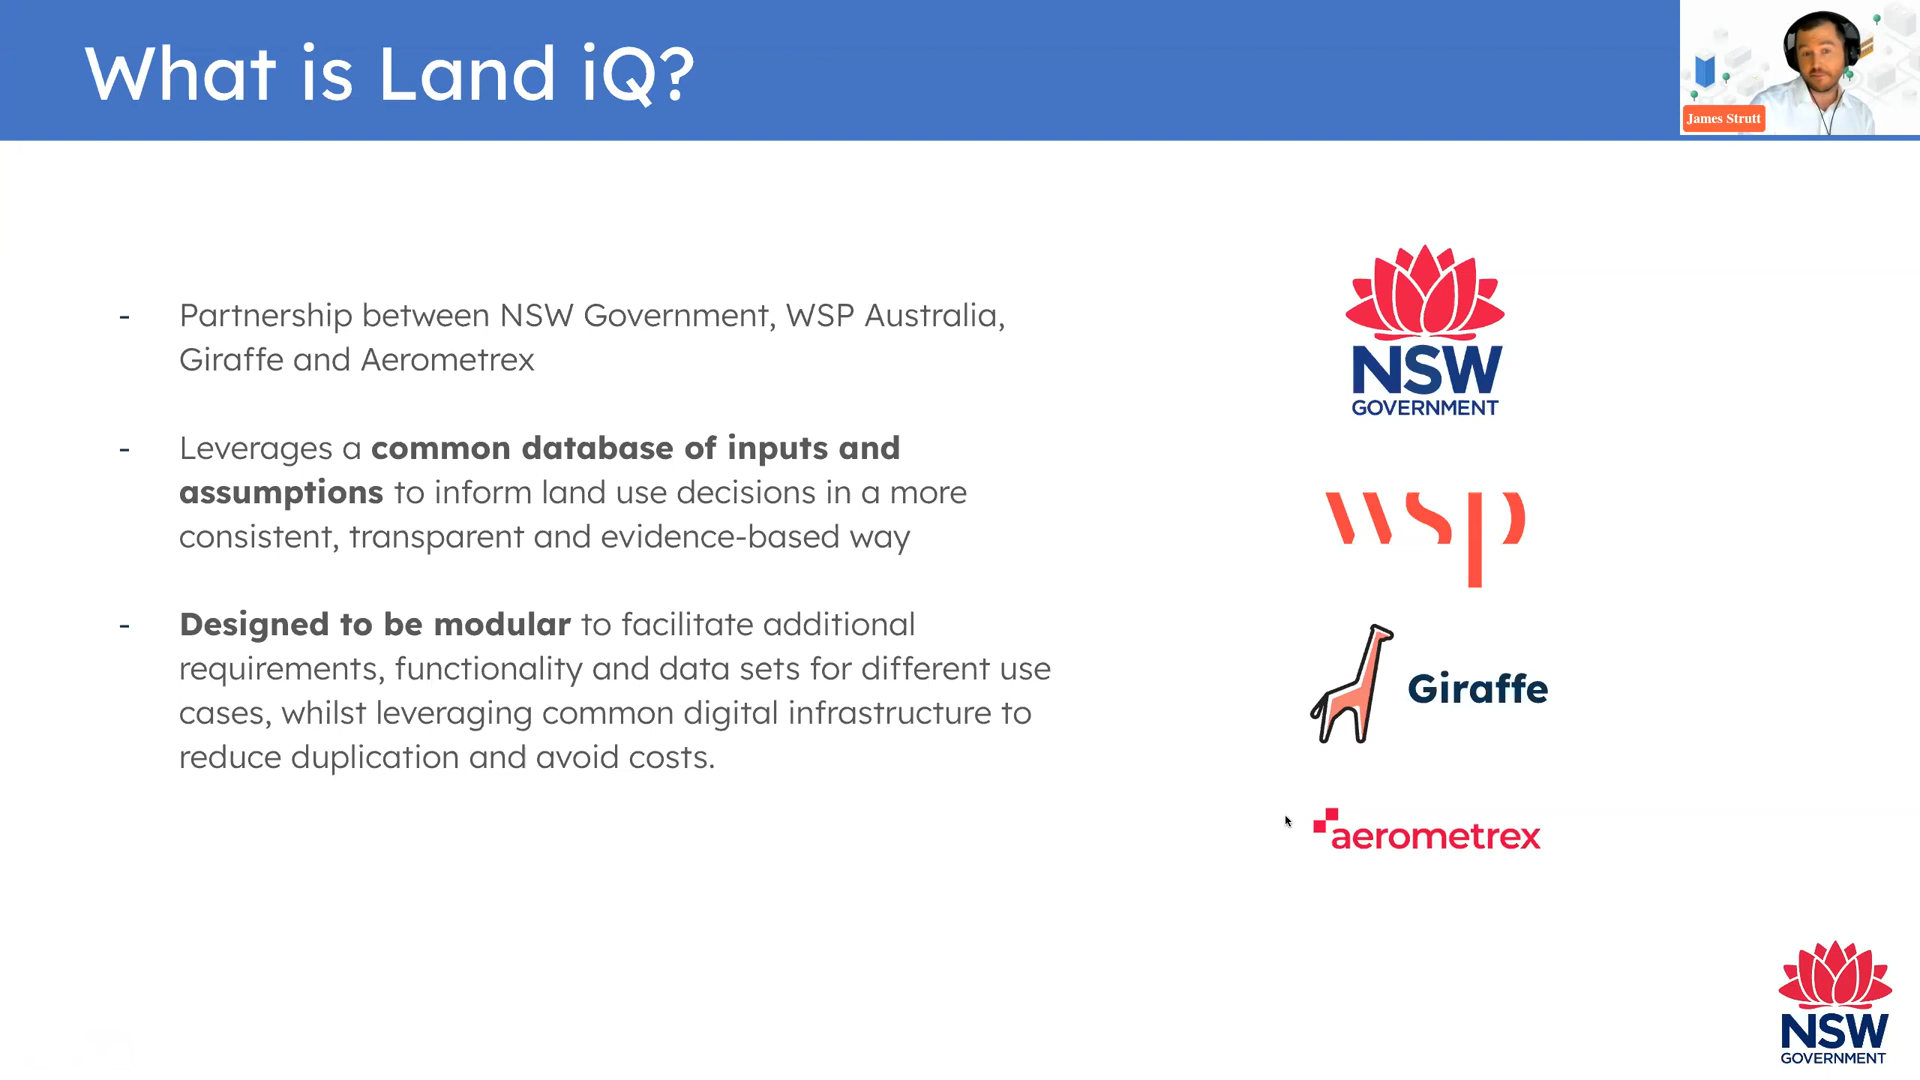 What is Land iQ?
James Strutt
- Partnership between NSW Government, WSP Australia,
Giraffe and Aerometrex
- Leverages a common database of inputs and
assumptions to inform land use decisions in a more
consistent, transparent and evidence-based way
- Designed to be modular to facilitate additional
requirements, functionality and data sets for different use
cases, whilst leveraging common digital infrastructure to
reduce duplication and avoid costs.
NSW
GOVERNMENT
wsp
Giraffe
aerometrex
NSW
GOVERNMENT